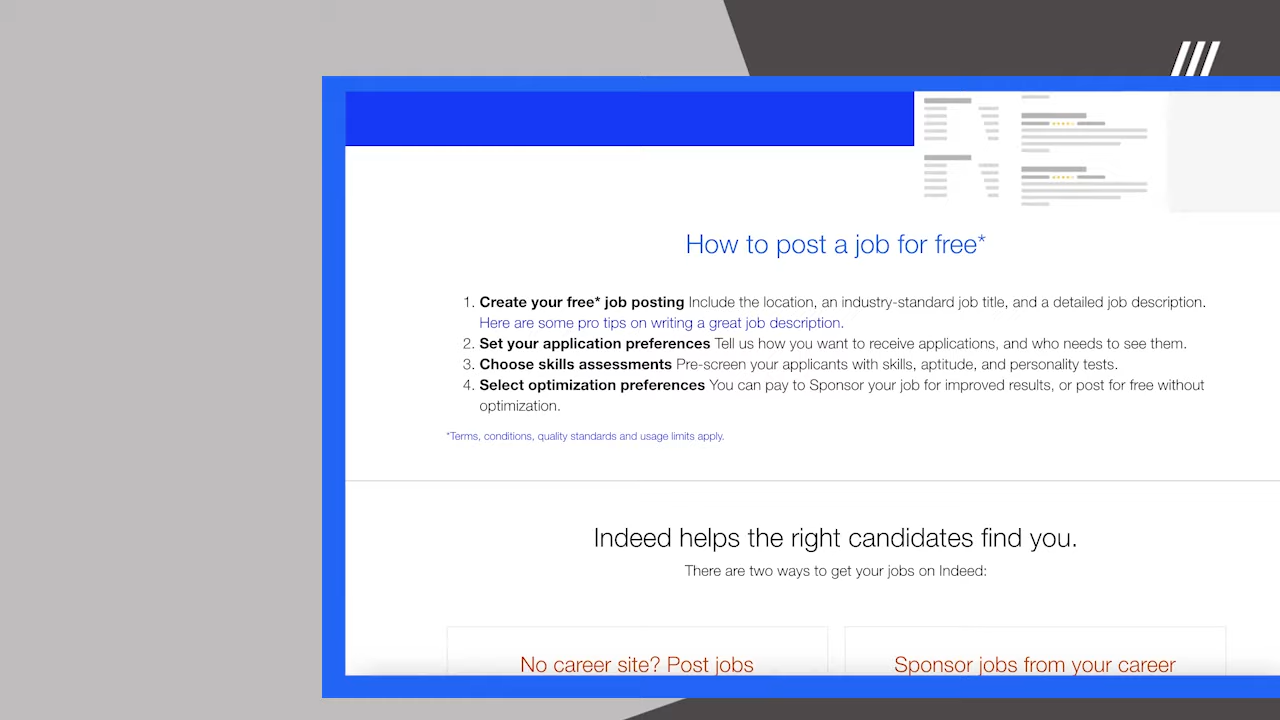 How to post a job for free*
1. Create your free* job posting Include the location, an industry-standard job title, and a detailed job description.
Here are some pro tips on writing a great job description.
2. Set your application preferences Tell us how you want to receive applications, and who needs to see them.
3. Choose skills assessments Pre-screen your applicants with skills, aptitude, and personality tests.
4. Select optimization preferences You can pay to Sponsor your job for improved results, or post for free without
optimization.
*Terms, conditions, quality standards and usage limits apply.
Indeed helps the right candidates find you.
There are two ways to get your jobs on Indeed:
No career site? Post jobs
Sponsor jobs from your career